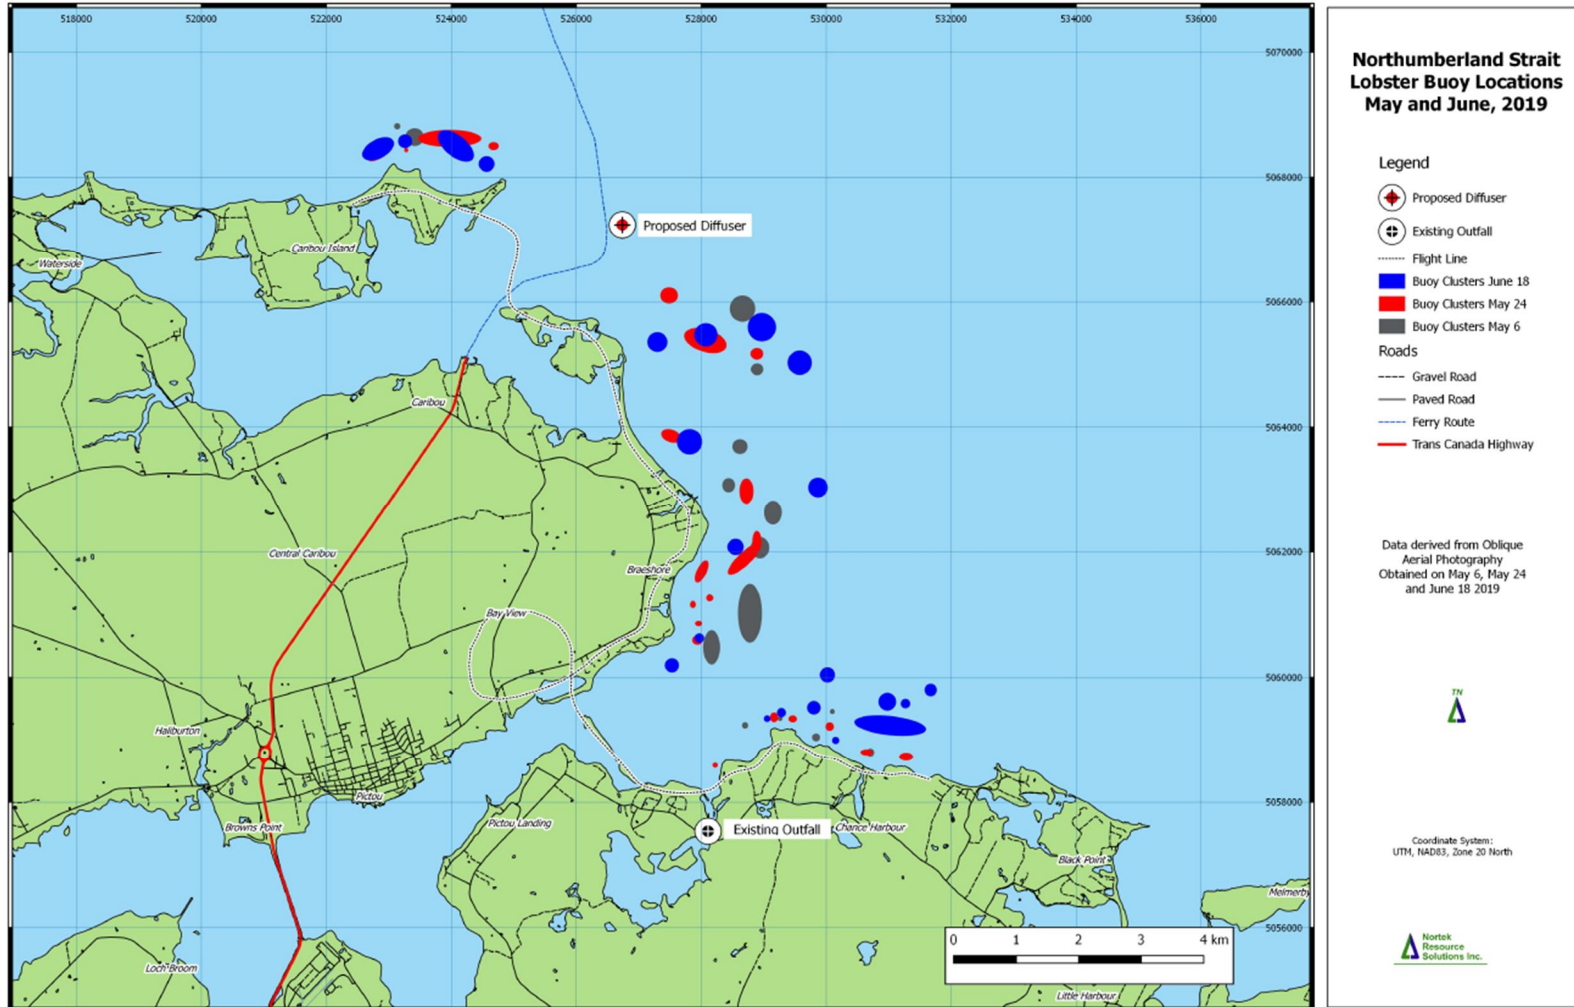 518000
520000
522000
524000
526000
528000
530000
532000
534000
536000
5070000
5068000
5066000
5064000
5062000
5060000
5058000
5056000
Proposed Diffuser
Caribou Island
Waterside
Caribou
Central Caribou
Braeshore
Bay View
Haliburton
Pictou
Browns Point
Pictou Landing
Existing Outfall
Chance Harbour
Black Point
Melmerby
Loch Broom
Little Harbour
0 1 2 3 4 km
Northumberland Strait
Lobster Buoy Locations
May and June, 2019
Legend
Proposed Diffuser
Existing Outfall
Flight Line
Buoy Clusters June 18
Buoy Clusters May 24
Buoy Clusters May 6
Roads
Gravel Road
Paved Road
Ferry Route
Trans Canada Highway
Data derived from Oblique
Aerial Photography
Obtained on May 6, May 24
and June 18 2019
TN
Coordinate System:
UTM, NAD83, Zone 20 North
Nortek
Resource
Solutions Inc.